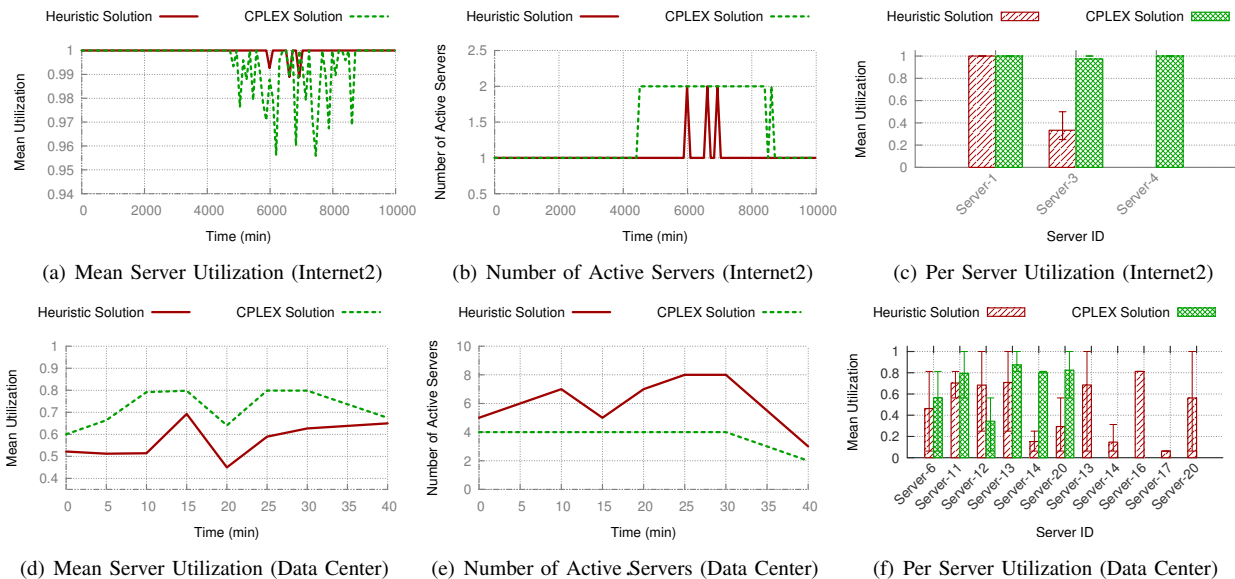 Heuristic Solution CPLEX Solution
Mean Utilization
1
0.99
0.98
0.97
0.96
0.95
0.94
0 2000 4000 6000 8000 10000
Time (min)
(a) Mean Server Utilization (Internet2)
Heuristic Solution CPLEX Solution
Number of Active Servers
2.5
2
1.5
1
0.5
0 2000 4000 6000 8000 10000
Time (min)
(b) Number of Active Servers (Internet2)
Heuristic Solution CPLEX Solution
Mean Utilization
1
0.8
0.6
0.4
0.2
0
Server-1 Server-3 Server-4
Server ID
(c) Per Server Utilization (Internet2)
Heuristic Solution CPLEX Solution
Mean Utilization
1
0.9
0.8
0.7
0.6
0.5
0.4
0 5 10 15 20 25 30 35 40
Time (min)
(d) Mean Server Utilization (Data Center)
Heuristic Solution CPLEX Solution
Number of Active Servers
10
8
6
4
2
0
0 5 10 15 20 25 30 35 40
Time (min)
(e) Number of Active Servers (Data Center)
Heuristic Solution CPLEX Solution
Mean Utilization
1
0.8
0.6
0.4
0.2
0
Server-6 Server-11 Server-12 Server-13 Server-14 Server-20 Server-13 Server-14 Server-16 Server-17 Server-20
Server ID
(f) Per Server Utilization (Data Center)